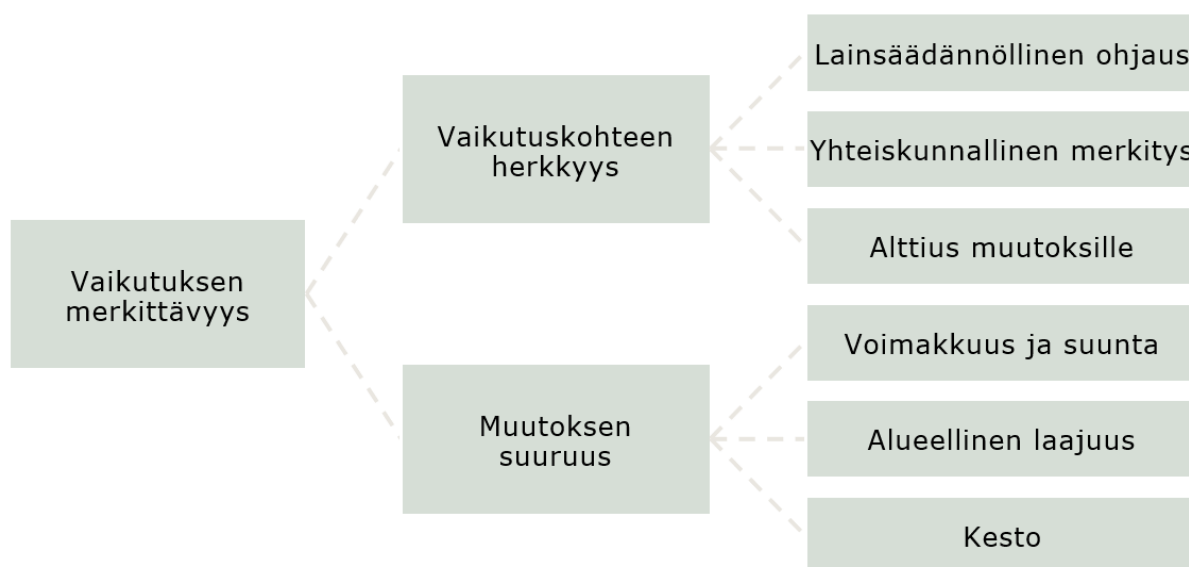 Vaikutuksen
merkittävyys
Vaikutuskohteen
herkkyys
Muutoksen
suuruus
Lainsäädännöllinen ohjaus
Yhteiskunnallinen merkitys
Alttius muutoksille
Voimakkuus ja suunta
Alueellinen laajuus
Kesto